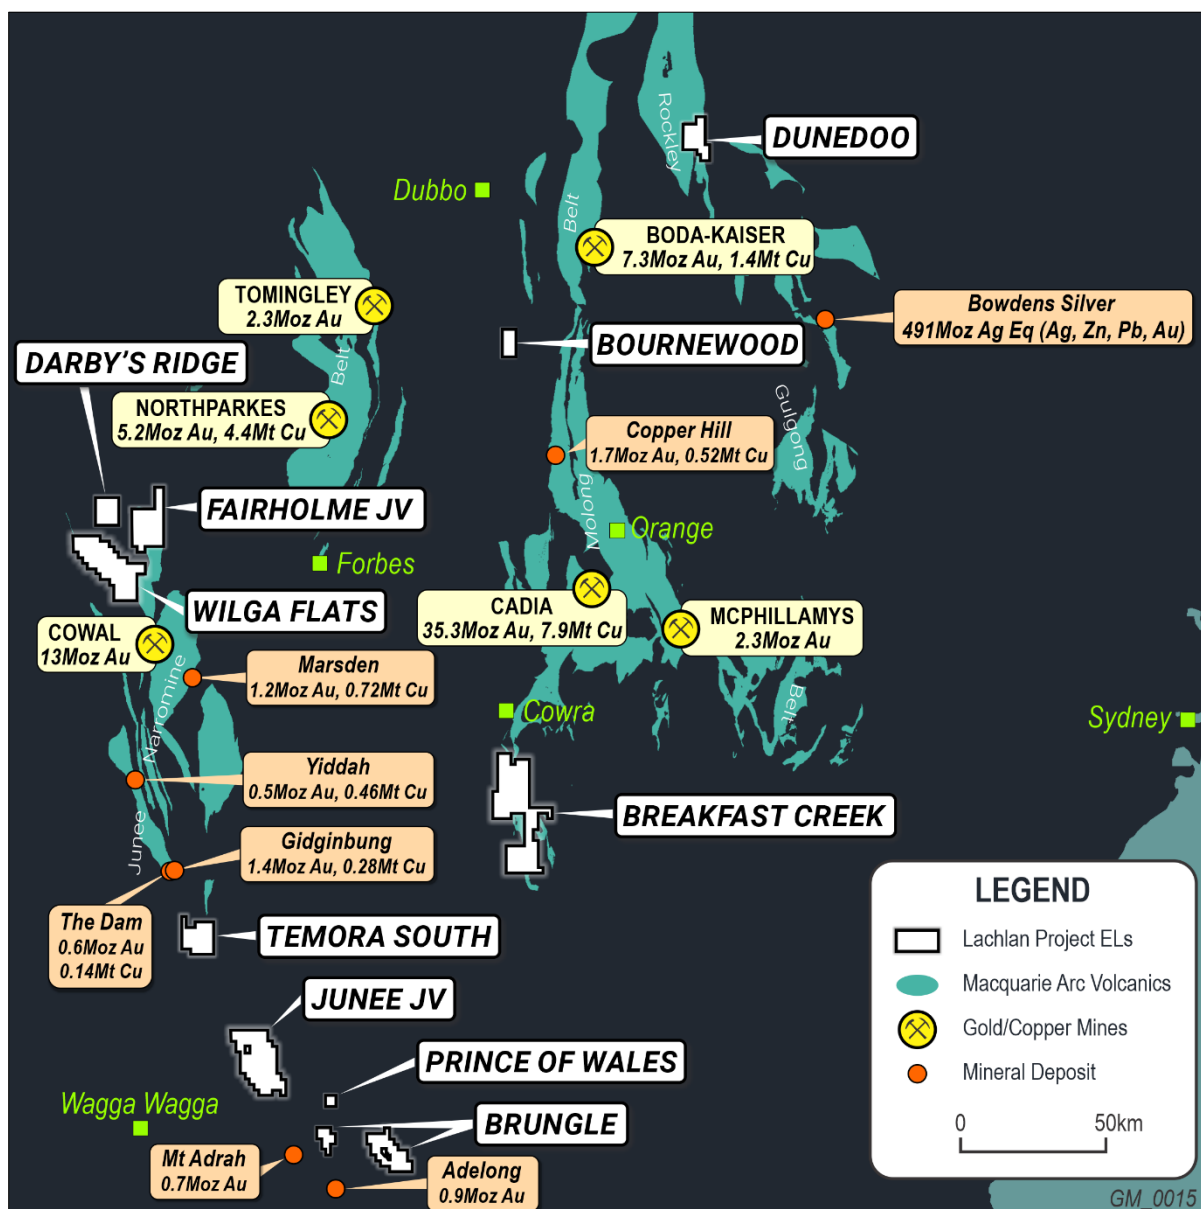 Rockley
DUNEDOO
Dubbo
Belt
BODA-KAISER
7.3Moz Au, 1.4Mt Cu
TOMINGLEY
2.3Moz Au
Bowdens Silver
491Moz Ag Eq (Ag, Zn, Pb, Au)
BOURNEWOOD
DARBY'S RIDGE
Belt
NORTHPARKES
5.2Moz Au, 4.4Mt Cu
Gulgong
Copper Hill
1.7Moz Au, 0.52Mt Cu
Molong
FAIRHOLME JV
Orange
Forbes
WILGA FLATS
CADIA
35.3Moz Au, 7.9Mt Cu
MCPHILLAMYS
2.3Moz Au
COWAL
13Moz Au
Marsden
1.2Moz Au, 0.72Mt Cu
Narromine
Belt
Cowra
Sydney
Yiddah
0.5Moz Au, 0.46Mt Cu
BREAKFAST CREEK
Junee
Gidginbung
1.4Moz Au, 0.28Mt Cu
The Dam
0.6Moz Au
0.14Mt Cu
TEMORA SOUTH
JUNEE JV
PRINCE OF WALES
Wagga Wagga
BRUNGLE
Mt Adrah
0.7Moz Au
Adelong
0.9Moz Au
LEGEND
Lachlan Project ELs
Macquarie Arc Volcanics
Gold/Copper Mines
Mineral Deposit
0 50km
GM_0015